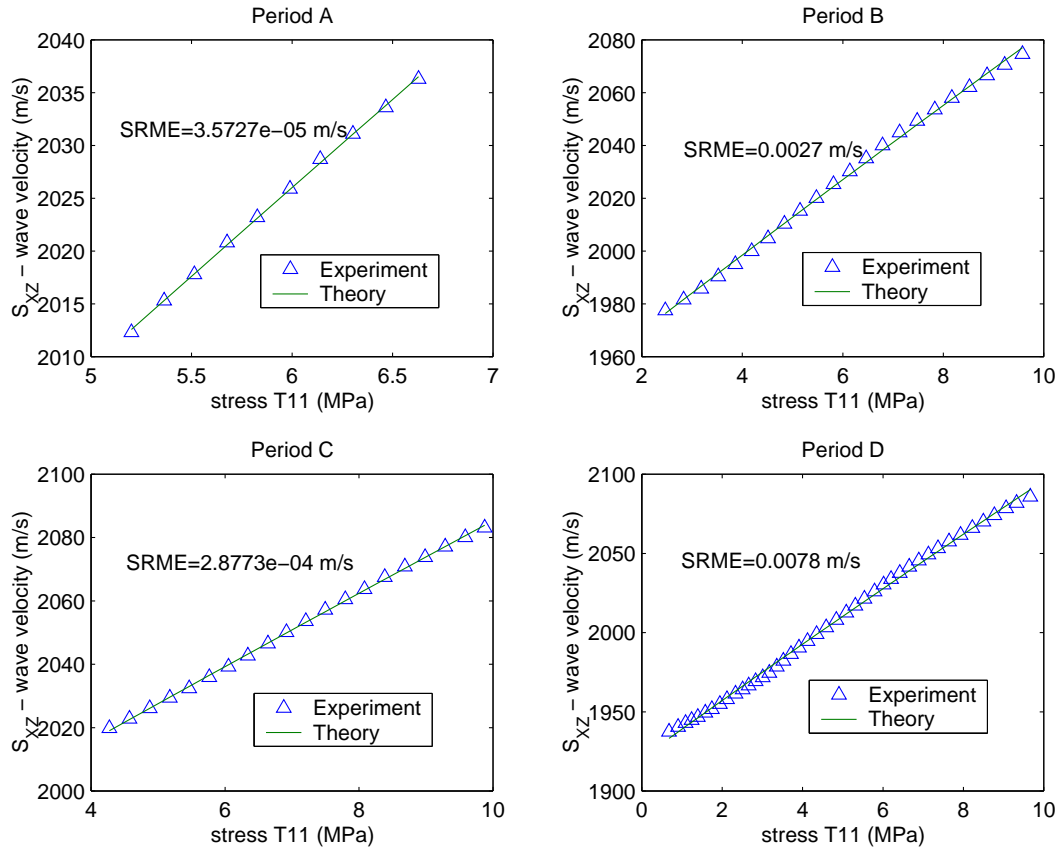 Period A
2040
2035
2030
2025
2020
2015
2010
5
5.5
6
6.5
7
S_XZ − wave velocity (m/s)
stress T11 (MPa)
SRME=3.5727e−05 m/s
Experiment
Theory
Period B
2080
2060
2040
2020
2000
1980
1960
2
4
6
8
10
S_XZ − wave velocity (m/s)
stress T11 (MPa)
SRME=0.0027 m/s
Experiment
Theory
Period C
2100
2080
2060
2040
2020
2000
4
6
8
10
S_XZ − wave velocity (m/s)
stress T11 (MPa)
SRME=2.8773e−04 m/s
Experiment
Theory
Period D
2100
2050
2000
1950
1900
0
2
4
6
8
10
S_XZ − wave velocity (m/s)
stress T11 (MPa)
SRME=0.0078 m/s
Experiment
Theory